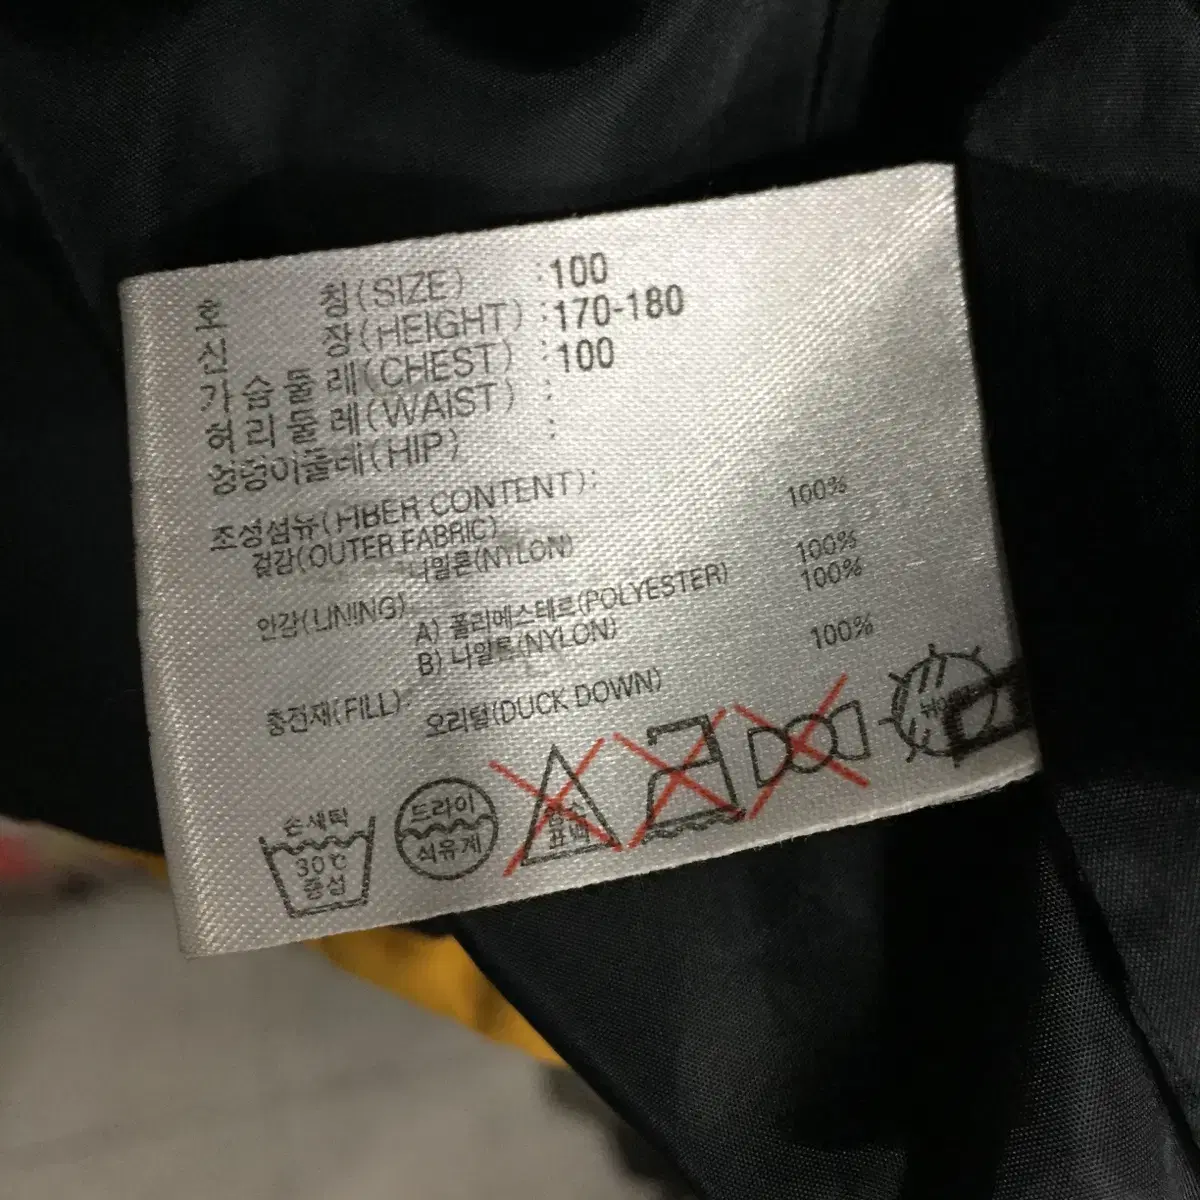 호 칭(SIZE) :100
신 장(HEIGHT) :170-180
가슴둘레(CHEST) :100
허리둘레(WAIST) :
엉덩이둘레(HIP) :
조성섬유(FIBER CONTENT):
겉감(OUTER FABRIC)
나일론(NYLON) 100%
안감(LINING)
A) 폴리에스테르(POLYESTER) 100%
B) 나일론(NYLON) 100%
충전재(FILL):
오리털(DUCK DOWN) 100%
손세탁
30℃
중성
드라이
석유계
표백